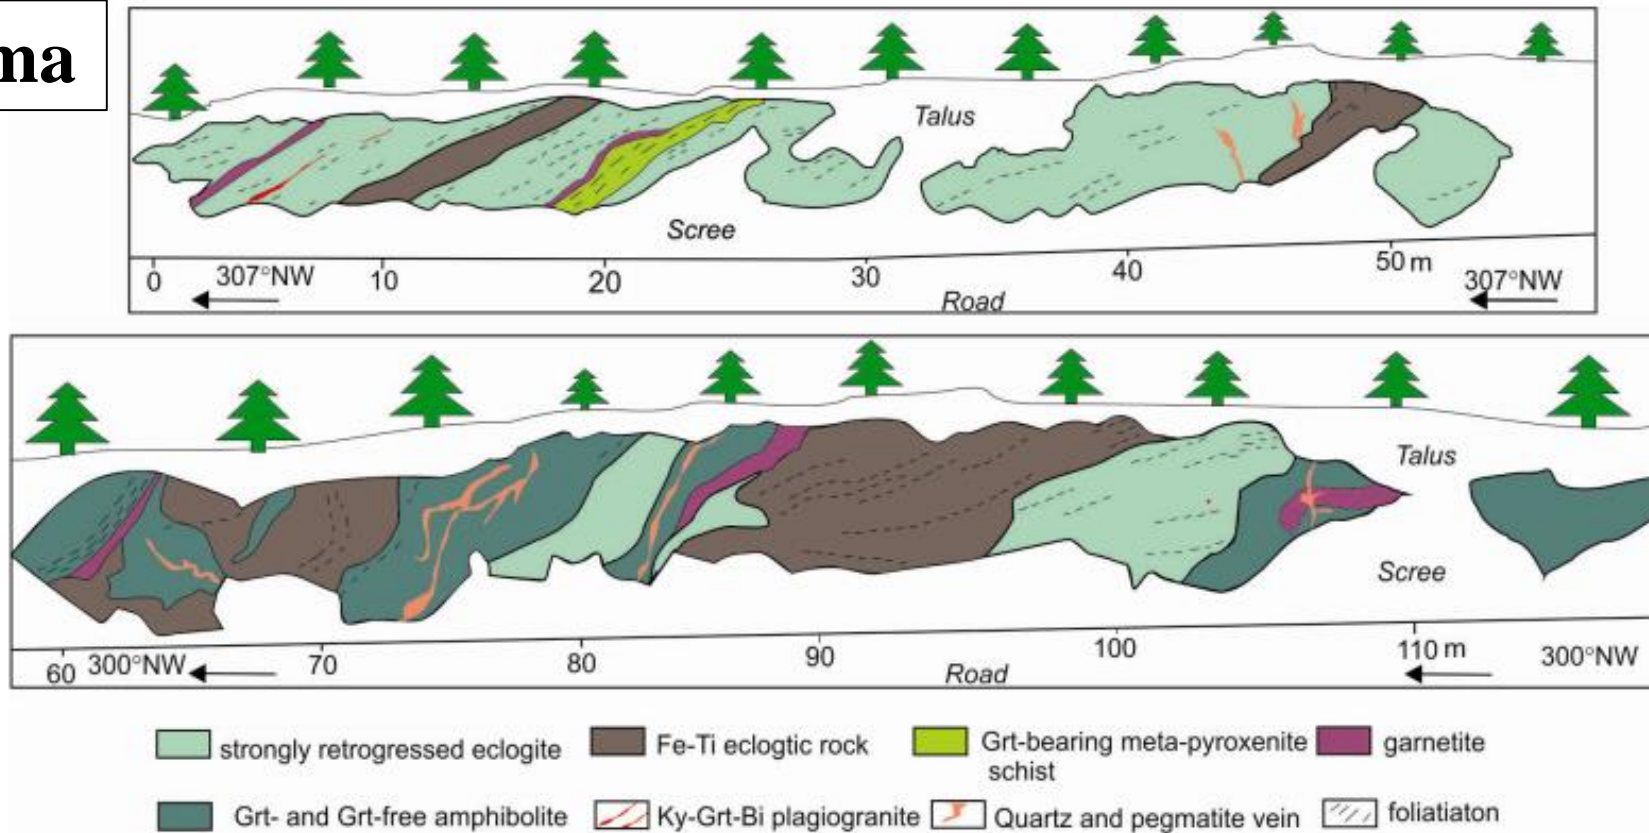 ma
Talus
Scree
0 10 20 30 40 50 m
307°NW 307°NW
Road
Talus
Scree
60 70 80 90 100 110 m
300°NW 300°NW
Road
strongly retrogressed eclogite Fe-Ti eclogtic rock Grt-bearing meta-pyroxenite garnetite
schist
Grt- and Grt-free amphibolite Ky-Grt-Bi plagiogranite Quartz and pegmatite vein foliatiaton